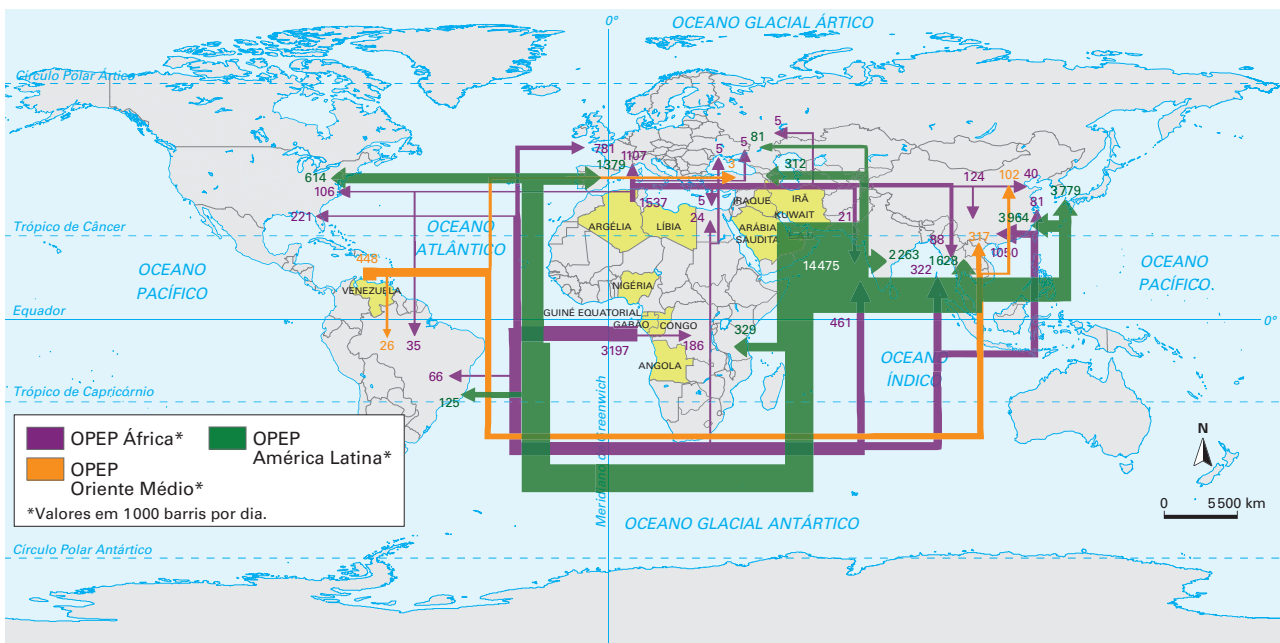 0°
OCEANO GLACIAL ÁRTICO
Círculo Polar Ártico
5
81
5
781
1107
5
1379
3
312
614
106
124
102
40
3779
1537
5
IRAQUE
IRÃ
81
221
24
KUWAIT
21
3964
Trópico de Câncer
OCEANO
ATLÂNTICO
ARGÉLIA
LÍBIA
ARÁBIA
SAUDITA
88
317
1050
448
14475
2263
1628
322
OCEANO
PACÍFICO
OCEANO
PACÍFICO.
VENEZUELA
NIGÉRIA
Equador
GUINÉ EQUATORIAL
0°
GABÃO
CONGO
461
329
26
35
3197
186
OCEANO
ÍNDICO
ANGOLA
66
Trópico de Capricórnio
125
Meridiano de Greenwich
OPEP África*
OPEP
América Latina*
OPEP
Oriente Médio*
*Valores em 1000 barris por dia.
N
0
5500 km
OCEANO GLACIAL ANTÁRTICO
Círculo Polar Antártico